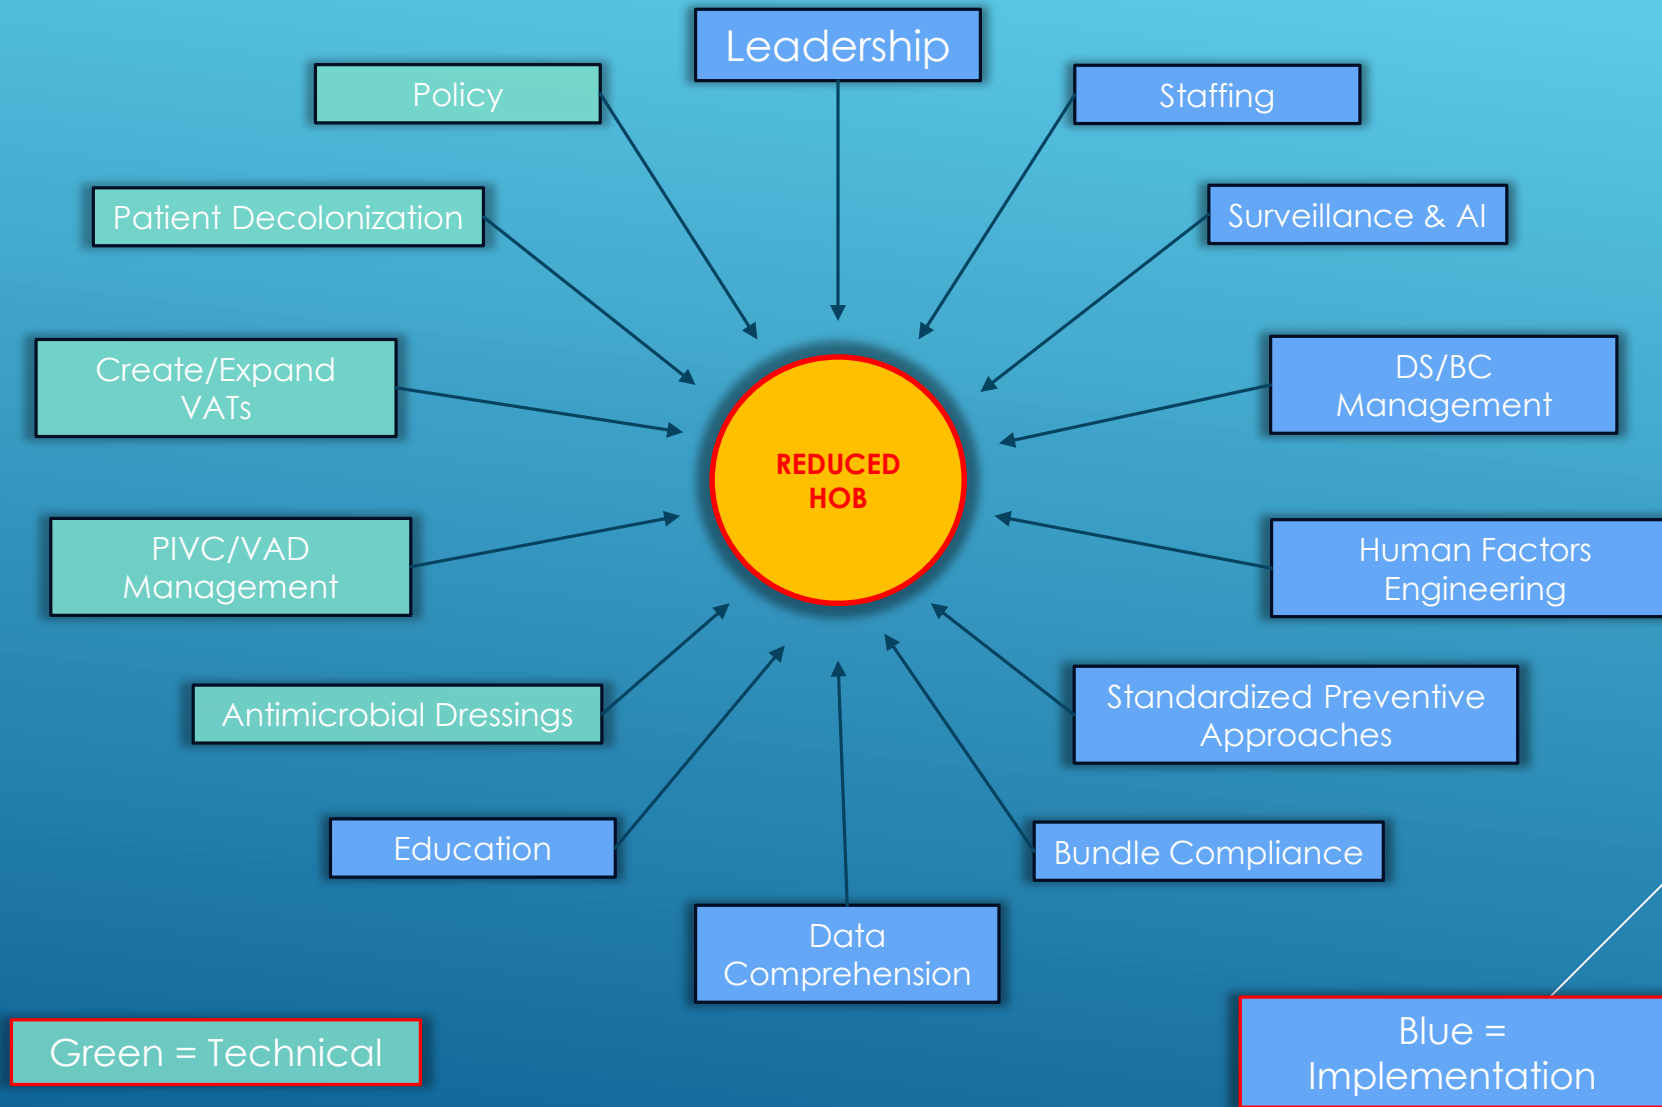 Leadership
Policy
Staffing
Patient Decolonization
Surveillance & AI
Create/Expand
VATs
DS/BC
Management
REDUCED
HOB
PIVC/VAD
Management
Human Factors
Engineering
Antimicrobial Dressings
Standardized Preventive
Approaches
Education
Bundle Compliance
Data
Comprehension
Green = Technical
Blue =
Implementation